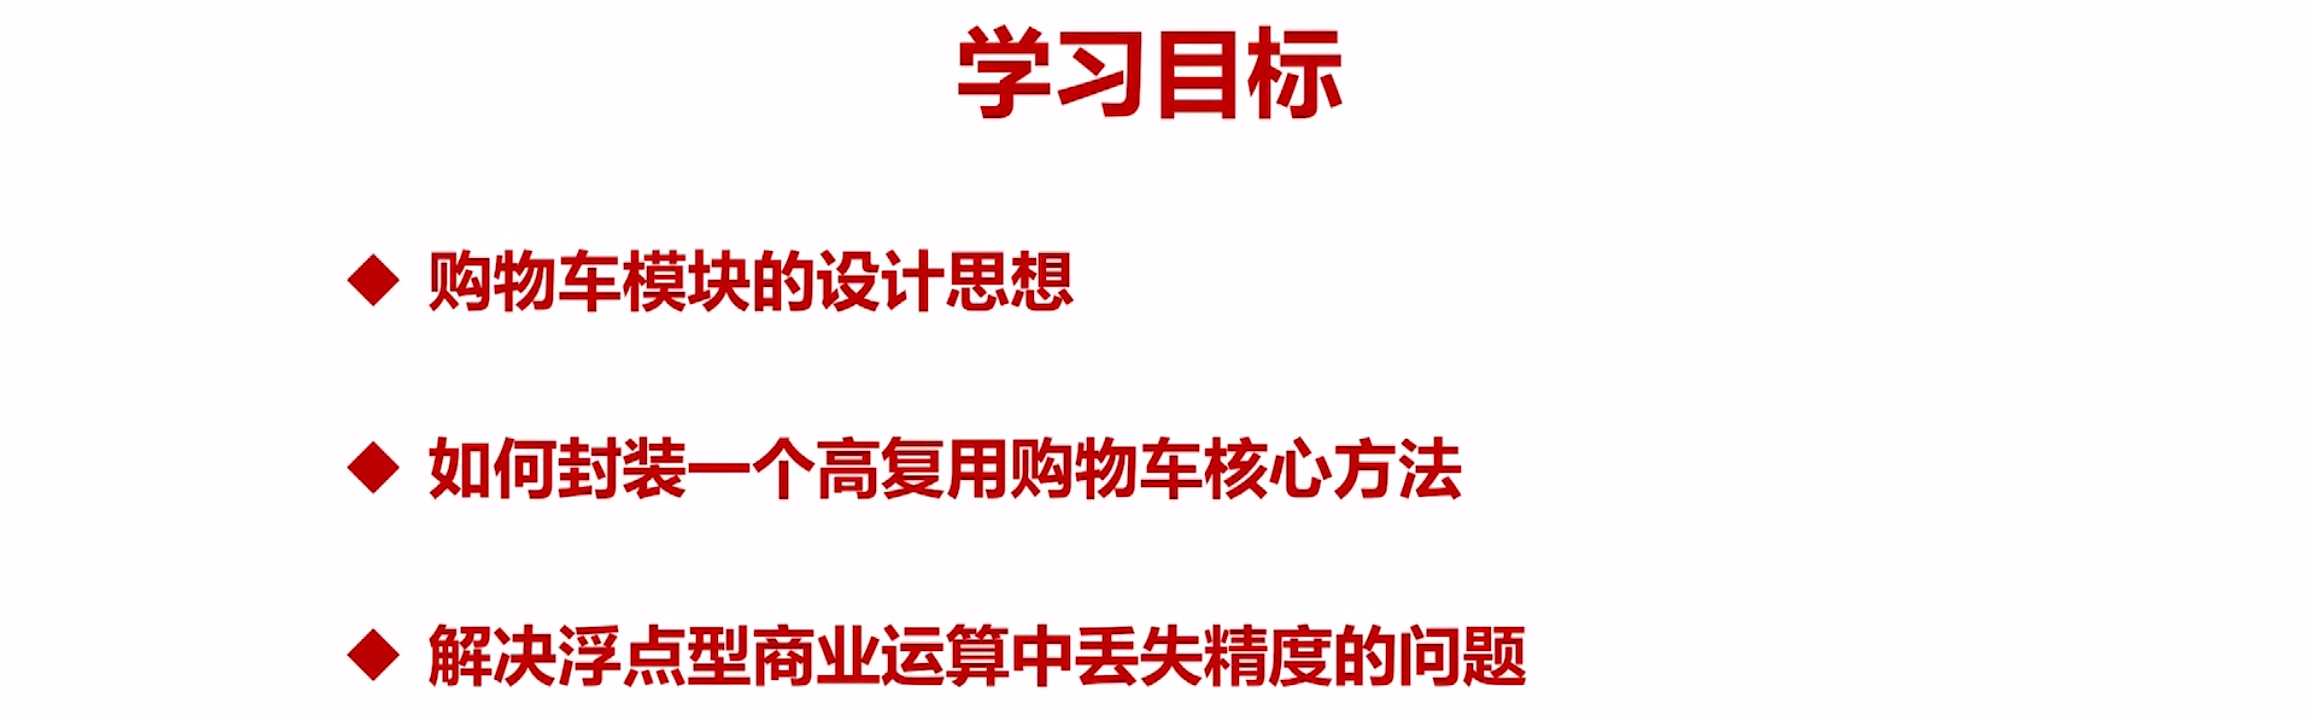 学习目标
◆ 购物车模块的设计思想
◆ 如何封装一个高复用购物车核心方法
◆ 解决浮点型商业运算中丢失精度的问题